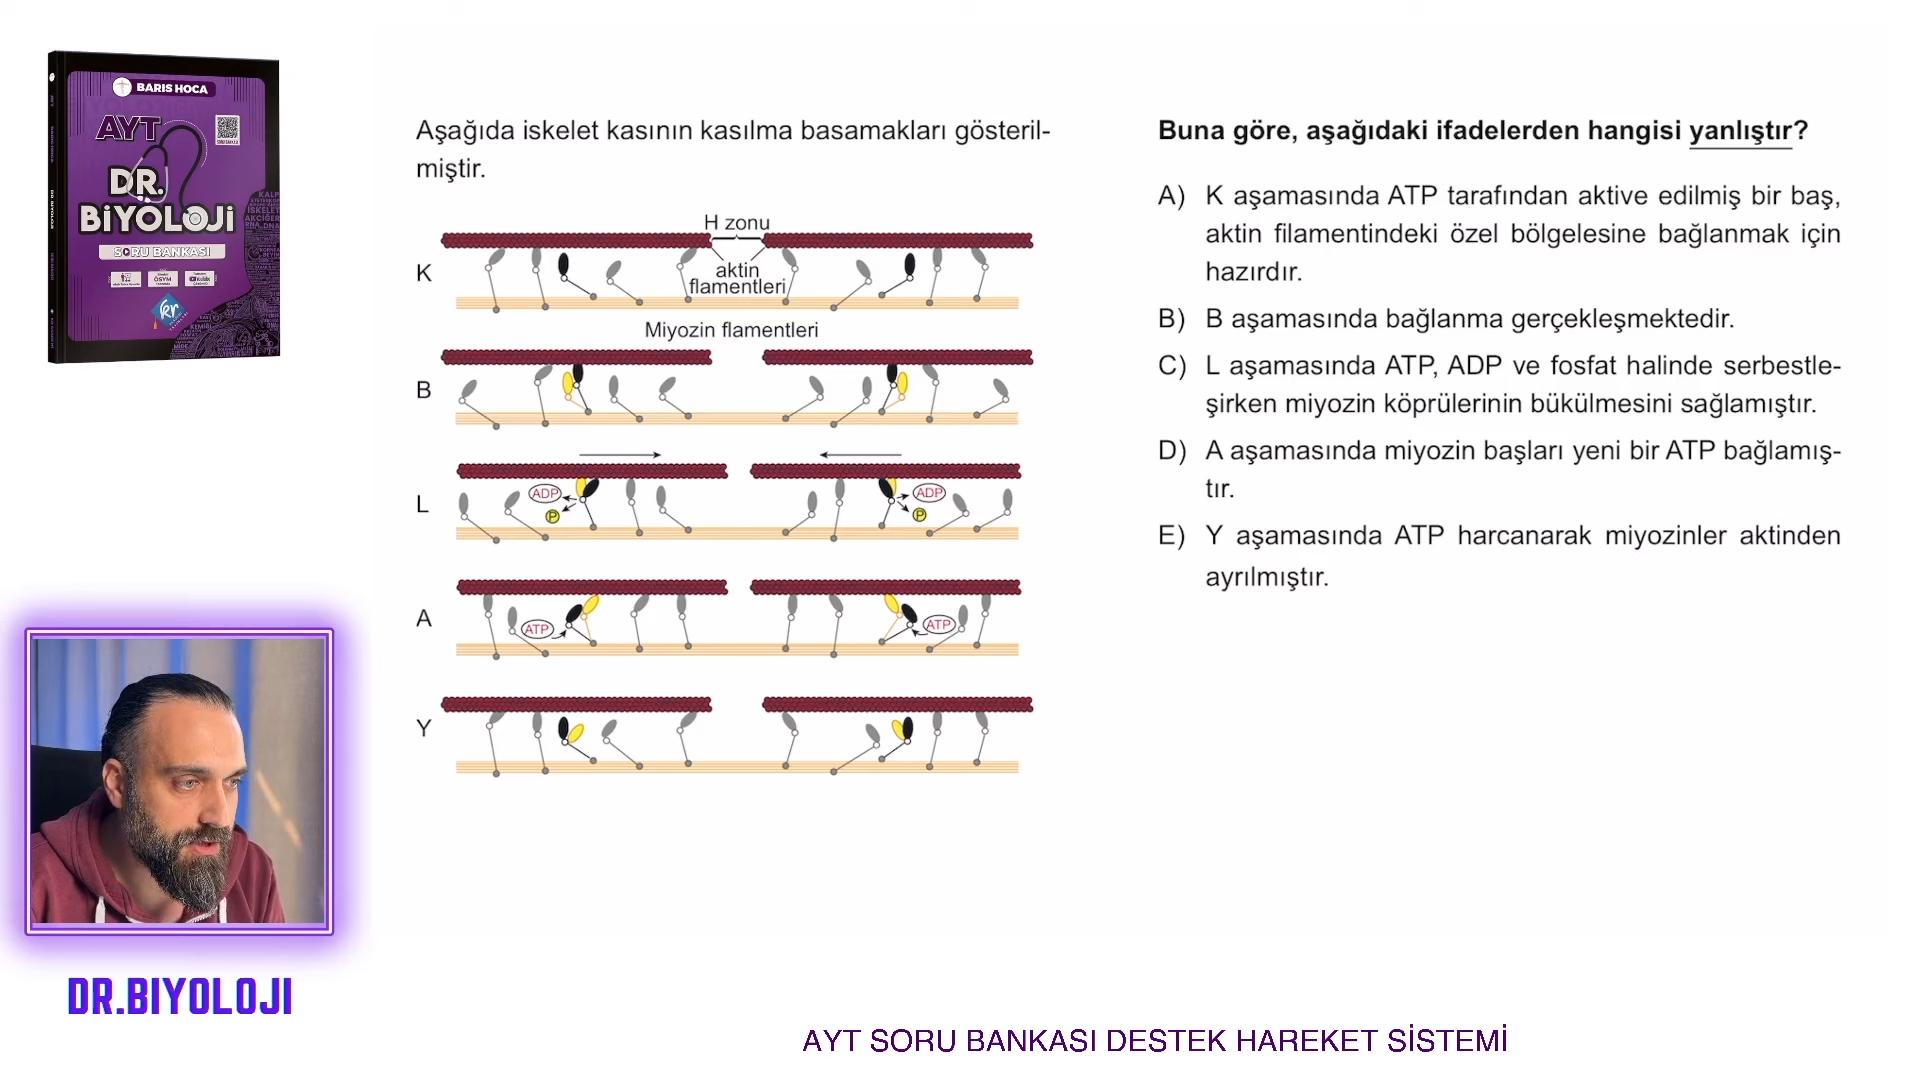 BARIS HOCA
AYT
DR.
BİYOLOJİ
SORU BANKASI
Aşağıda iskelet kasının kasılma basamakları gösteril-
miştir.
H zonu
K
aktin
flamentleri
Miyozin flamentleri
B
L
ADP
P
ADP
P
A
ATP
ATP
Y
Buna göre, aşağıdaki ifadelerden hangisi yanlıştır?
A) K aşamasında ATP tarafından aktive edilmiş bir baş,
aktin filamentindeki özel bölgelesine bağlanmak için
hazırdır.
B) B aşamasında bağlanma gerçekleşmektedir.
C) L aşamasında ATP, ADP ve fosfat halinde serbestle-
şirken miyozin köprülerinin bükülmesini sağlamıştır.
D) A aşamasında miyozin başları yeni bir ATP bağlamış-
tır.
E) Y aşamasında ATP harcanarak miyozinler aktinden
ayrılmıştır.
DR.BIYOLOJI
AYT SORU BANKASI DESTEK HAREKET SİSTEMİ